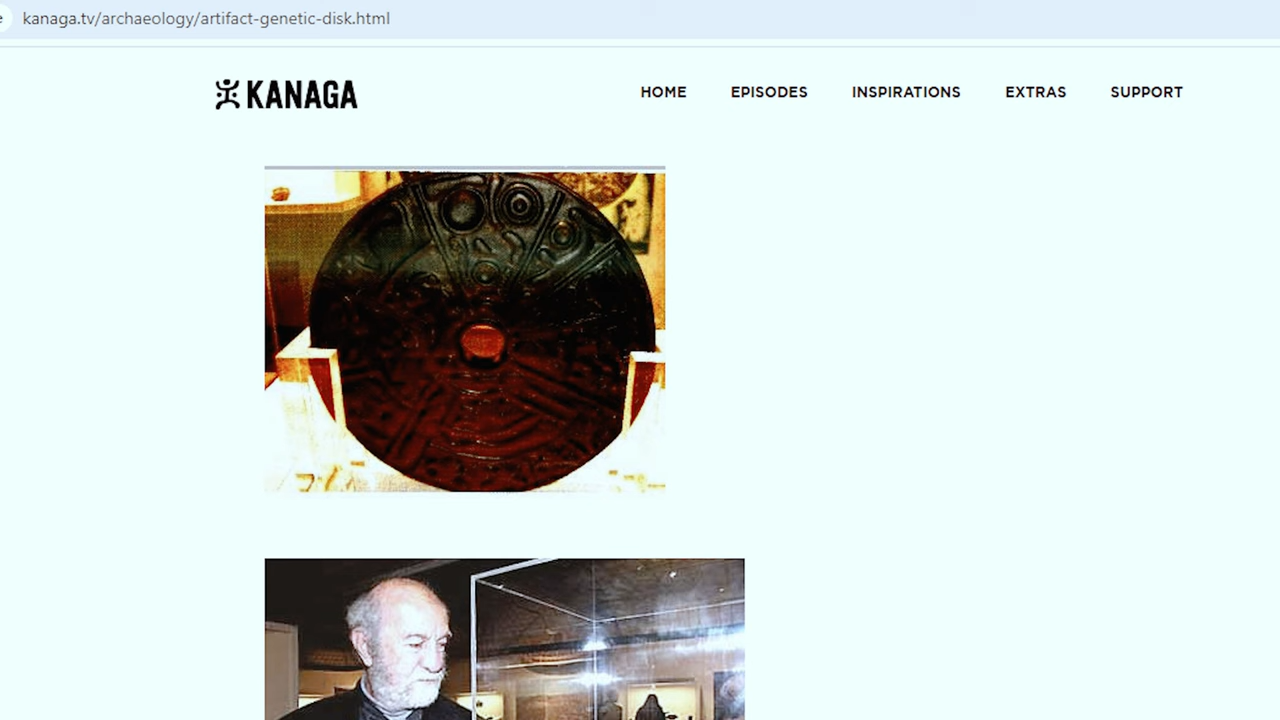 kanaga.tv/archaeology/artifact-genetic-disk.html
KANAGA
HOME EPISODES INSPIRATIONS EXTRAS SUPPORT